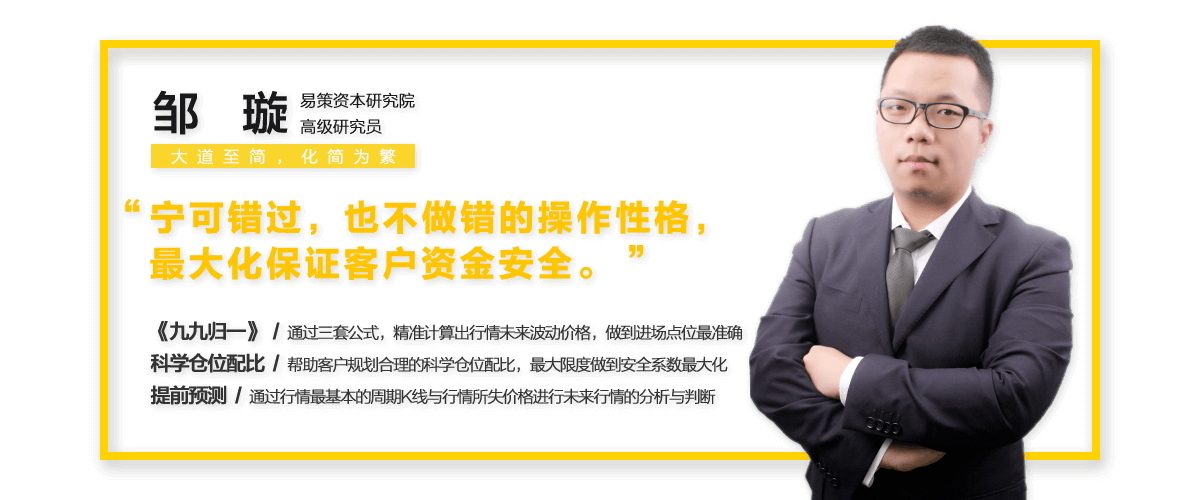 邹 璇
易策资本研究院
高级研究员
大道至简，化简为繁
“宁可错过，也不做错的操作性格，
最大化保证客户资金安全。”
《九九归一》 / 通过三套公式，精准计算出行情未来波动价格，做到进场点位最准确
科学仓位配比 / 帮助客户规划合理的科学仓位配比，最大限度做到安全系数最大化
提前预测 / 通过行情最基本的周期K线与行情所失价格进行未来行情的分析与判断